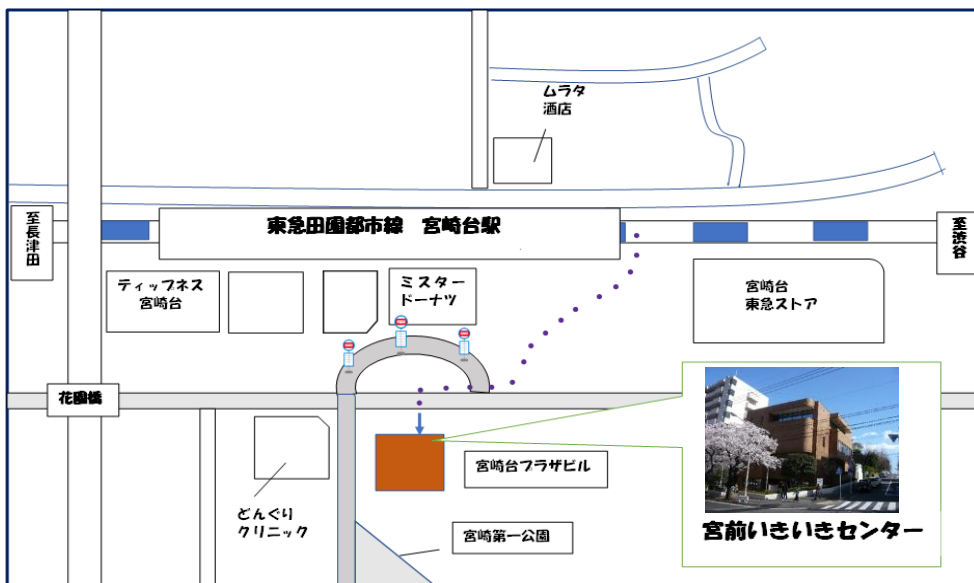 ムラタ
酒店
至長津田
東急田園都市線　宮崎台駅
至渋谷
ティップネス
宮崎台
ミスター
ドーナツ
宮崎台
東急ストア
花園橋
宮崎台プラザビル
どんぐり
クリニック
宮崎第一公園
宮前いきいきセンター